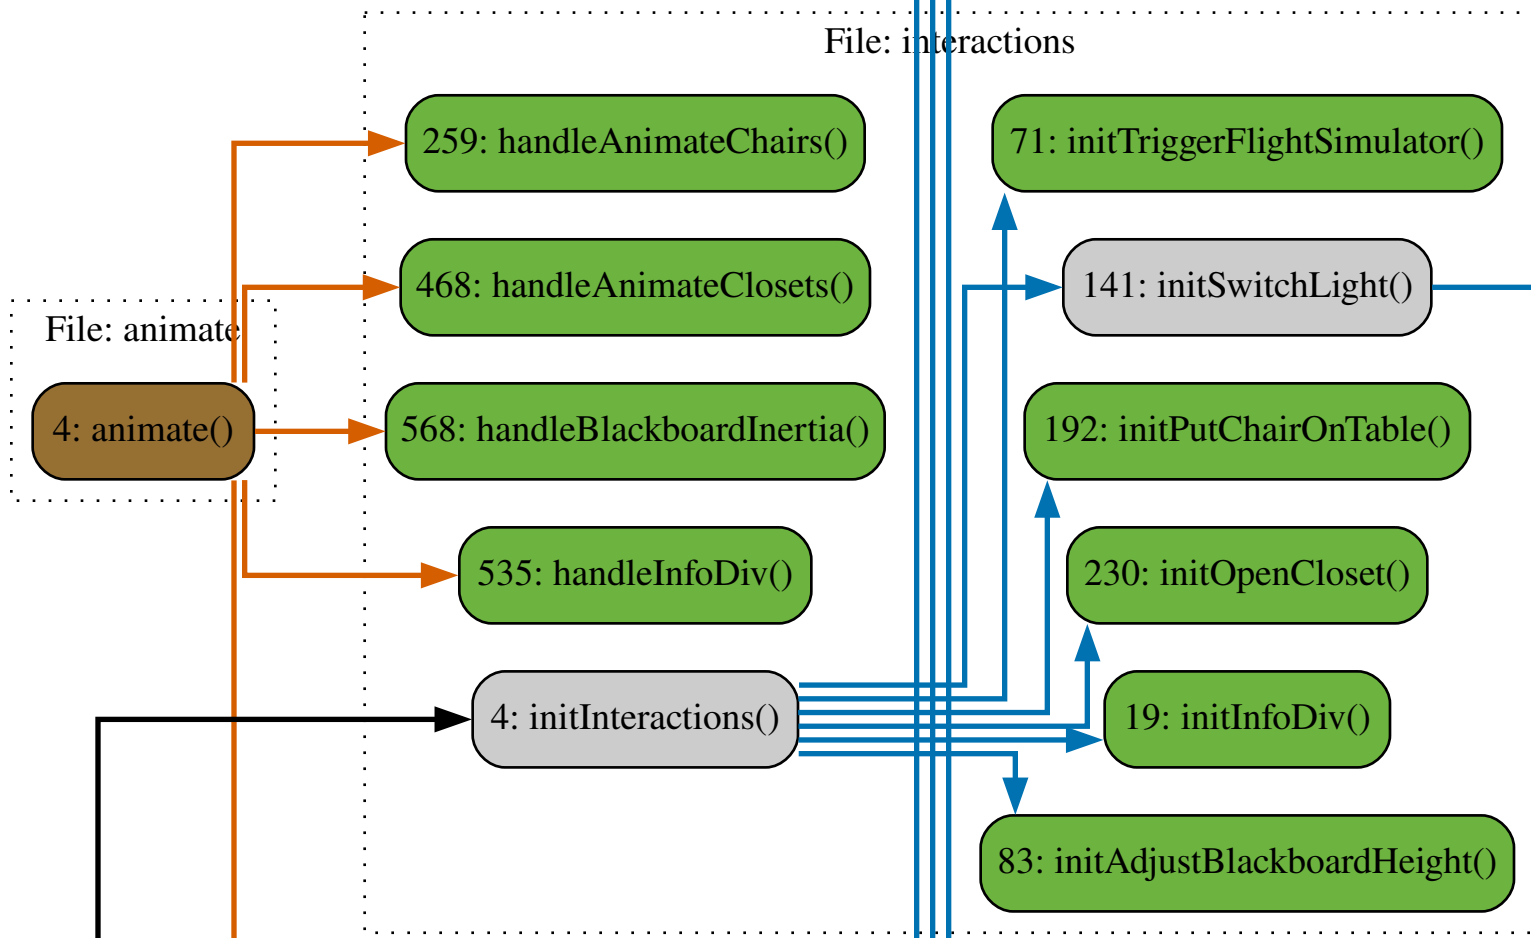 File: interactions
259: handleAnimateChairs()
71: initTriggerFlightSimulator()
468: handleAnimateClosets()
141: initSwitchLight()
File: animate
4: animate()
568: handleBlackboardInertia()
192: initPutChairOnTable()
535: handleInfoDiv()
230: initOpenCloset()
4: initInteractions()
19: initInfoDiv()
83: initAdjustBlackboardHeight()